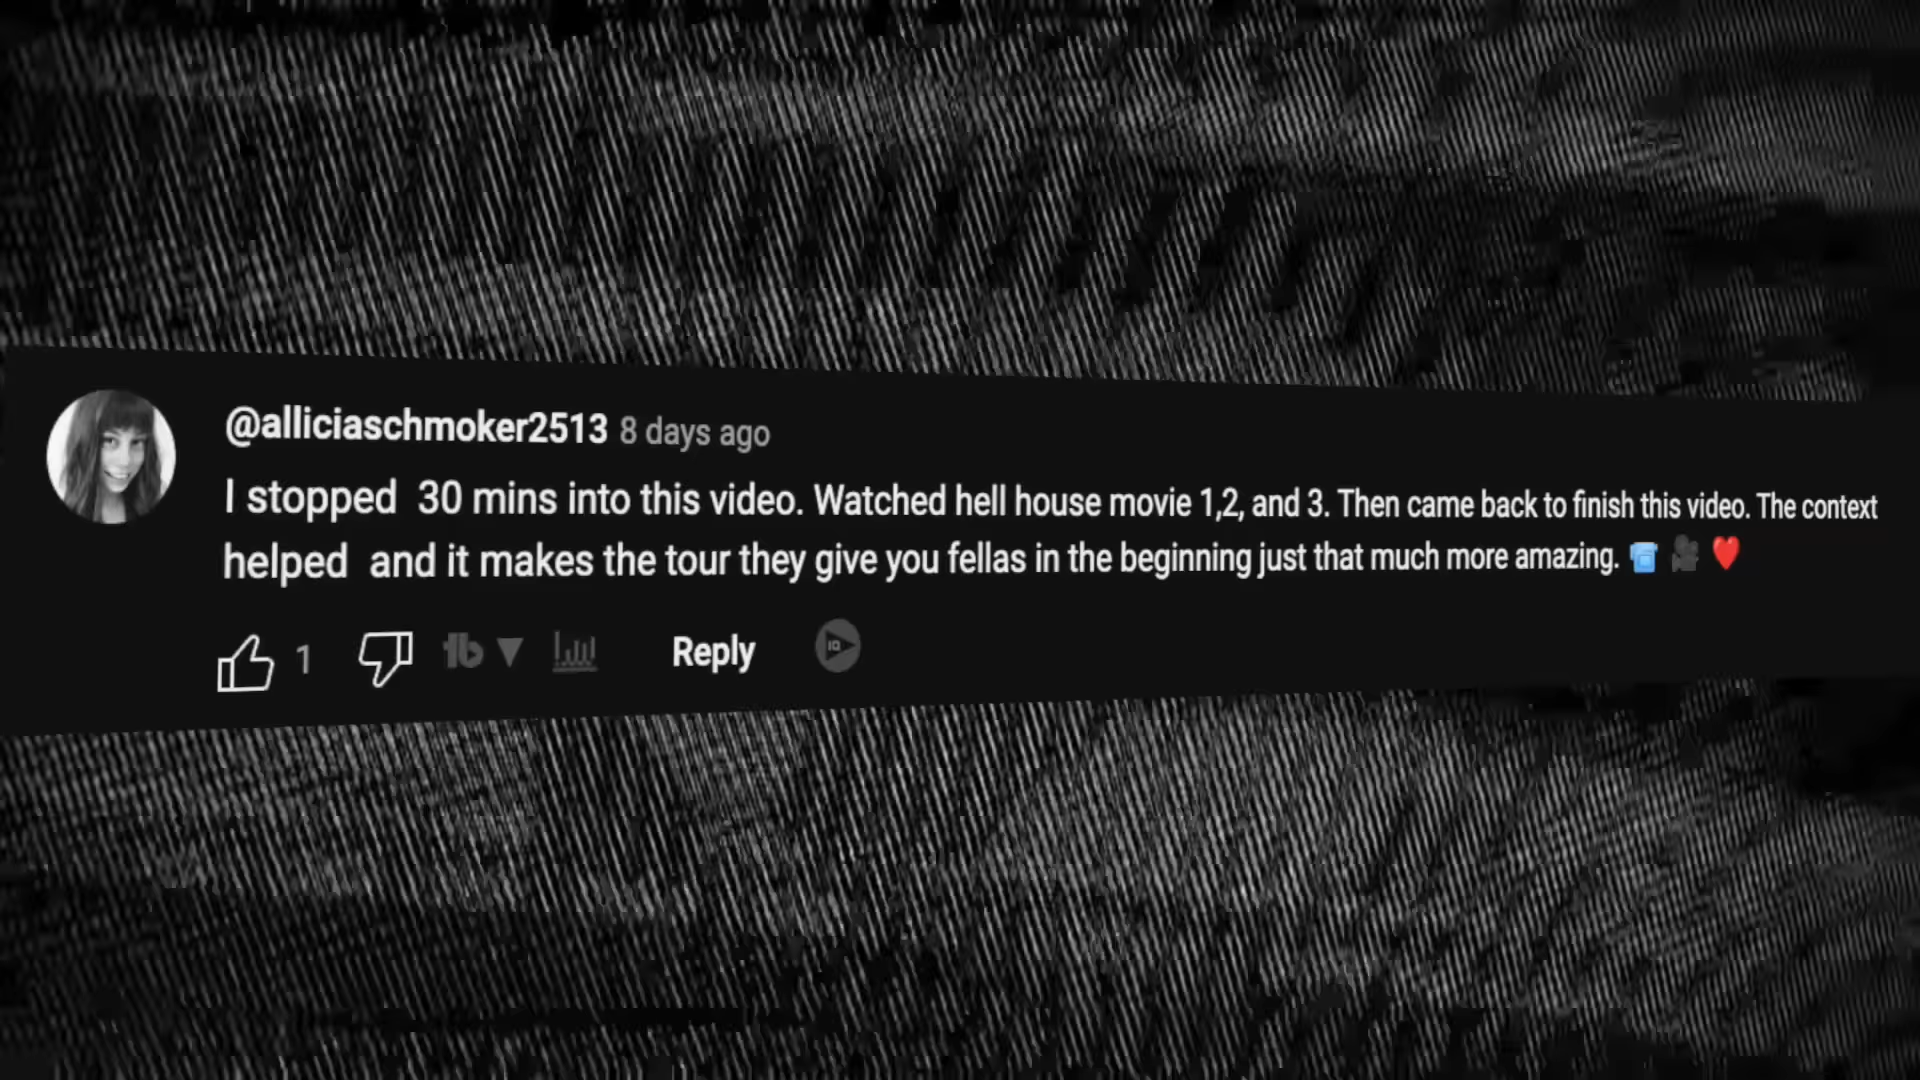 @alliciaschmoker2513 8 days ago
I stopped 30 mins into this video. Watched hell house movie 1,2, and 3. Then came back to finish this video. The context
helped and it makes the tour they give you fellas in the beginning just that much more amazing. 🧻 🎥 ❤️
1 tb Reply IQ